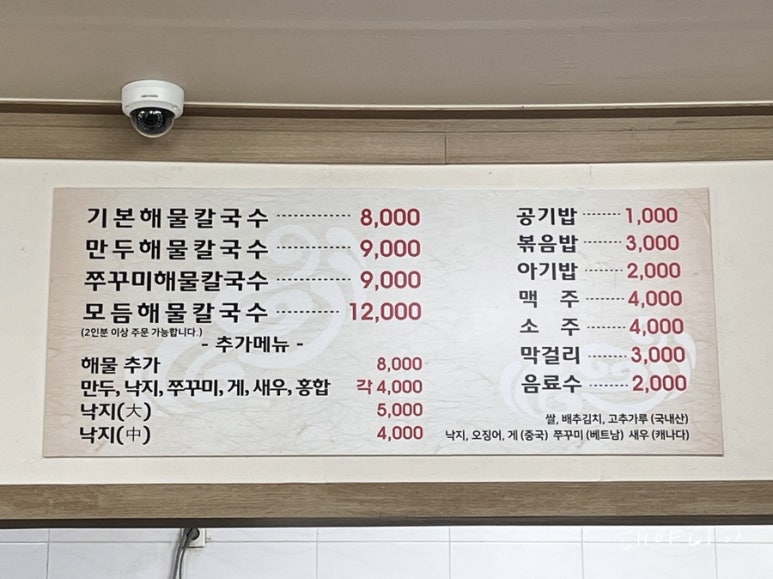 기본해물칼국수 ············ 8,000
만두해물칼국수 ············ 9,000
쭈꾸미해물칼국수 ············ 9,000
모듬해물칼국수 ············ 12,000
(2인분 이상 주문 가능합니다.)
- 추가메뉴 -
해물 추가 8,000
만두, 낙지, 쭈꾸미, 게, 새우, 홍합 각 4,000
낙지(大) 5,000
낙지(中) 4,000
공기밥 ······· 1,000
볶음밥 ······· 3,000
아기밥 ······· 2,000
맥 주 ······· 4,000
소 주 ······· 4,000
막걸리 ······· 3,000
음료수 ······· 2,000
쌀, 배추김치, 고추가루 (국내산)
낙지, 오징어, 게 (중국) 쭈꾸미 (베트남) 새우 (캐나다)